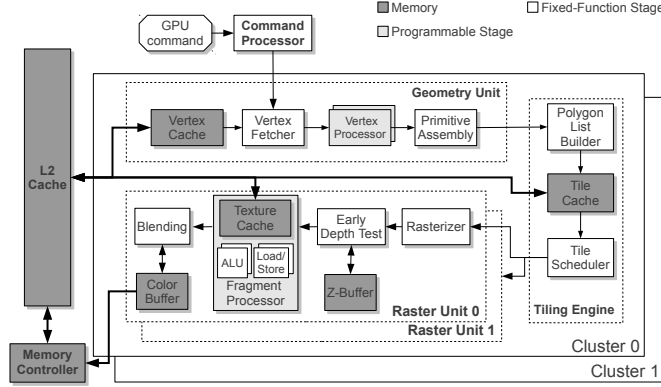 Memory
Fixed-Function Stage
Programmable Stage
GPU
command
Command
Processor
Geometry Unit
Vertex
Cache
Vertex
Fetcher
Vertex
Processor
Primitive
Assembly
Polygon
List
Builder
L2
Cache
Tile
Cache
Texture
Cache
Blending
Early
Depth Test
Rasterizer
Tile
Scheduler
ALU
Load/
Store
Fragment
Processor
Color
Buffer
Z-Buffer
Raster Unit 0
Raster Unit 1
Tiling Engine
Memory
Controller
Cluster 0
Cluster 1